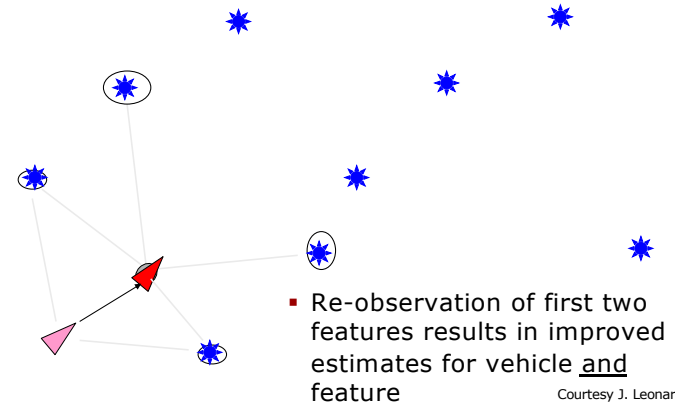 ▪ Re-observation of first two
features results in improved
estimates for vehicle and
feature
Courtesy J. Leonar